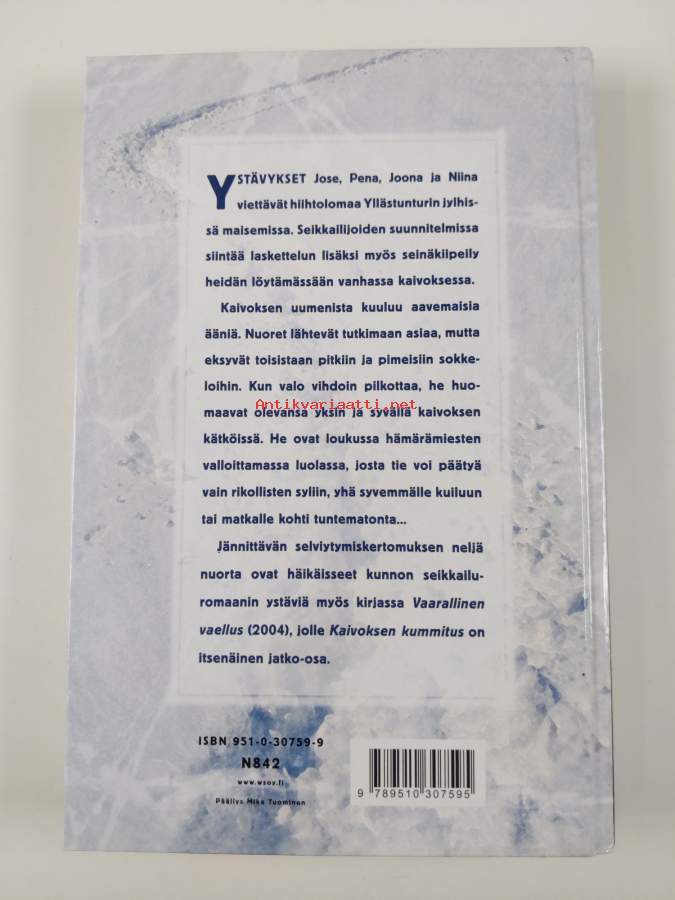 YSTÄVYKSET Jose, Pena, Joona ja Niina
viettävät hiihtolomaa Yllästunturin jylhis-
sä maisemissa. Seikkailijoiden suunnitelmissa
siintää laskettelun lisäksi myös seinäkiipeily
heidän löytämässään vanhassa kaivoksessa.
Kaivoksen uumenista kuuluu aavemaisia
ääniä. Nuoret lähtevät tutkimaan asiaa, mutta
eksyvät toisistaan pitkiin ja pimeisiin sokke-
loihin. Kun valo vihdoin pilkottaa, he huo-
Antikvariaatti.net
maavat olevansa yksin ja syvällä kaivoksen
kätköissä. He ovat loukussa hämärämiesten
valloittamassa luolassa, josta tie voi päätyä
vain rikollisten syliin, yhä syvemmälle kuiluun
tai matkalle kohti tuntematonta...
Jännittävän selviytymiskertomuksen neljä
nuorta ovat häikäisseet kunnon seikkailu-
romaanin ystäviä myös kirjassa Vaarallinen
vaellus (2004), jolle Kaivoksen kummitus on
itsenäinen jatko-osa.
ISBN 951-0-30759-9
N842
www.wsoy.fi
Päällys Mika Tuominen
9 789510 307595